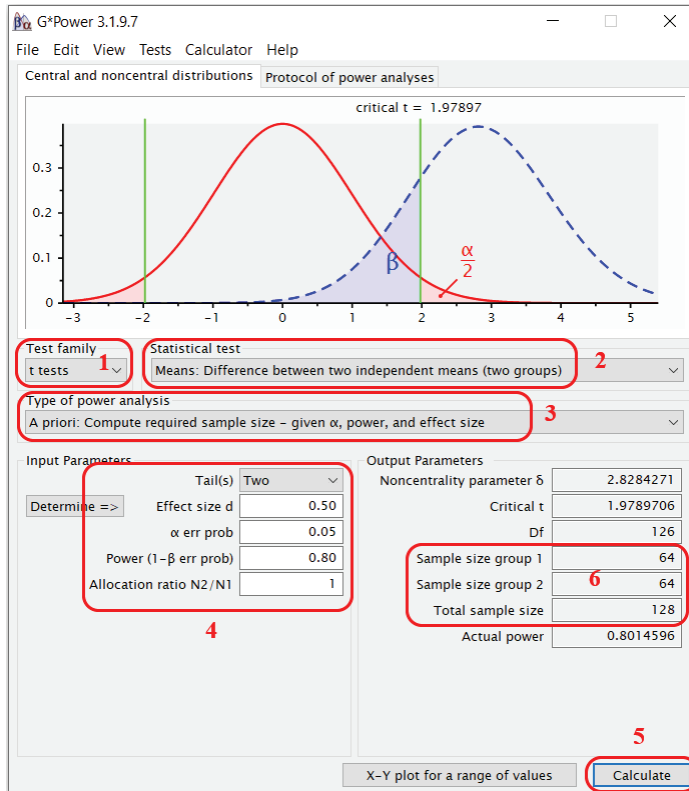 G*Power 3.1.9.7
File Edit View Tests Calculator Help
Central and noncentral distributions Protocol of power analyses
critical t = 1.97897
0.3
0.2
0.1
0
β
α
2
-3 -2 -1 0 1 2 3 4 5
Test family Statistical test
t tests 1 Means: Difference between two independent means (two groups) 2
Type of power analysis
A priori: Compute required sample size - given α, power, and effect size 3
Input Parameters Output Parameters
Tail(s) Two Noncentrality parameter δ 2.8284271
Determine => Effect size d 0.50 Critical t 1.9789706
α err prob 0.05 Df 126
Power (1-β err prob) 0.80 Sample size group 1 64
Allocation ratio N2/N1 1 Sample size group 2 64
6
Total sample size 128
4
Actual power 0.8014596
5
X-Y plot for a range of values Calculate